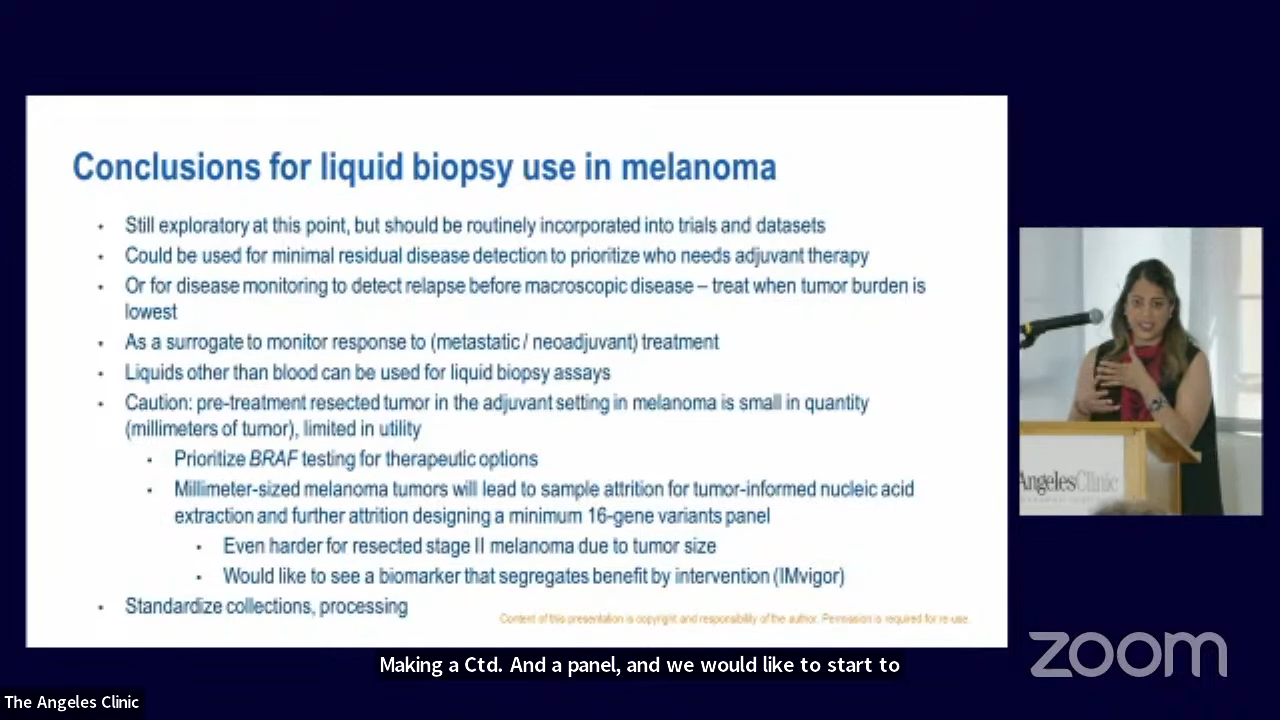 Conclusions for liquid biopsy use in melanoma
• Still exploratory at this point, but should be routinely incorporated into trials and datasets
• Could be used for minimal residual disease detection to prioritize who needs adjuvant therapy
• Or for disease monitoring to detect relapse before macroscopic disease – treat when tumor burden is
lowest
• As a surrogate to monitor response to (metastatic / neoadjuvant) treatment
• Liquids other than blood can be used for liquid biopsy assays
• Caution: pre-treatment resected tumor in the adjuvant setting in melanoma is small in quantity
(millimeters of tumor), limited in utility
• Prioritize BRAF testing for therapeutic options
• Millimeter-sized melanoma tumors will lead to sample attrition for tumor-informed nucleic acid
extraction and further attrition designing a minimum 16-gene variants panel
• Even harder for resected stage II melanoma due to tumor size
• Would like to see a biomarker that segregates benefit by intervention (IMvigor)
• Standardize collections, processing
Content of this presentation is copyright and responsibility of the author. Permission is required for re-use.
AngelesClinic
Making a Ctd. And a panel, and we would like to start to
zoom
The Angeles Clinic